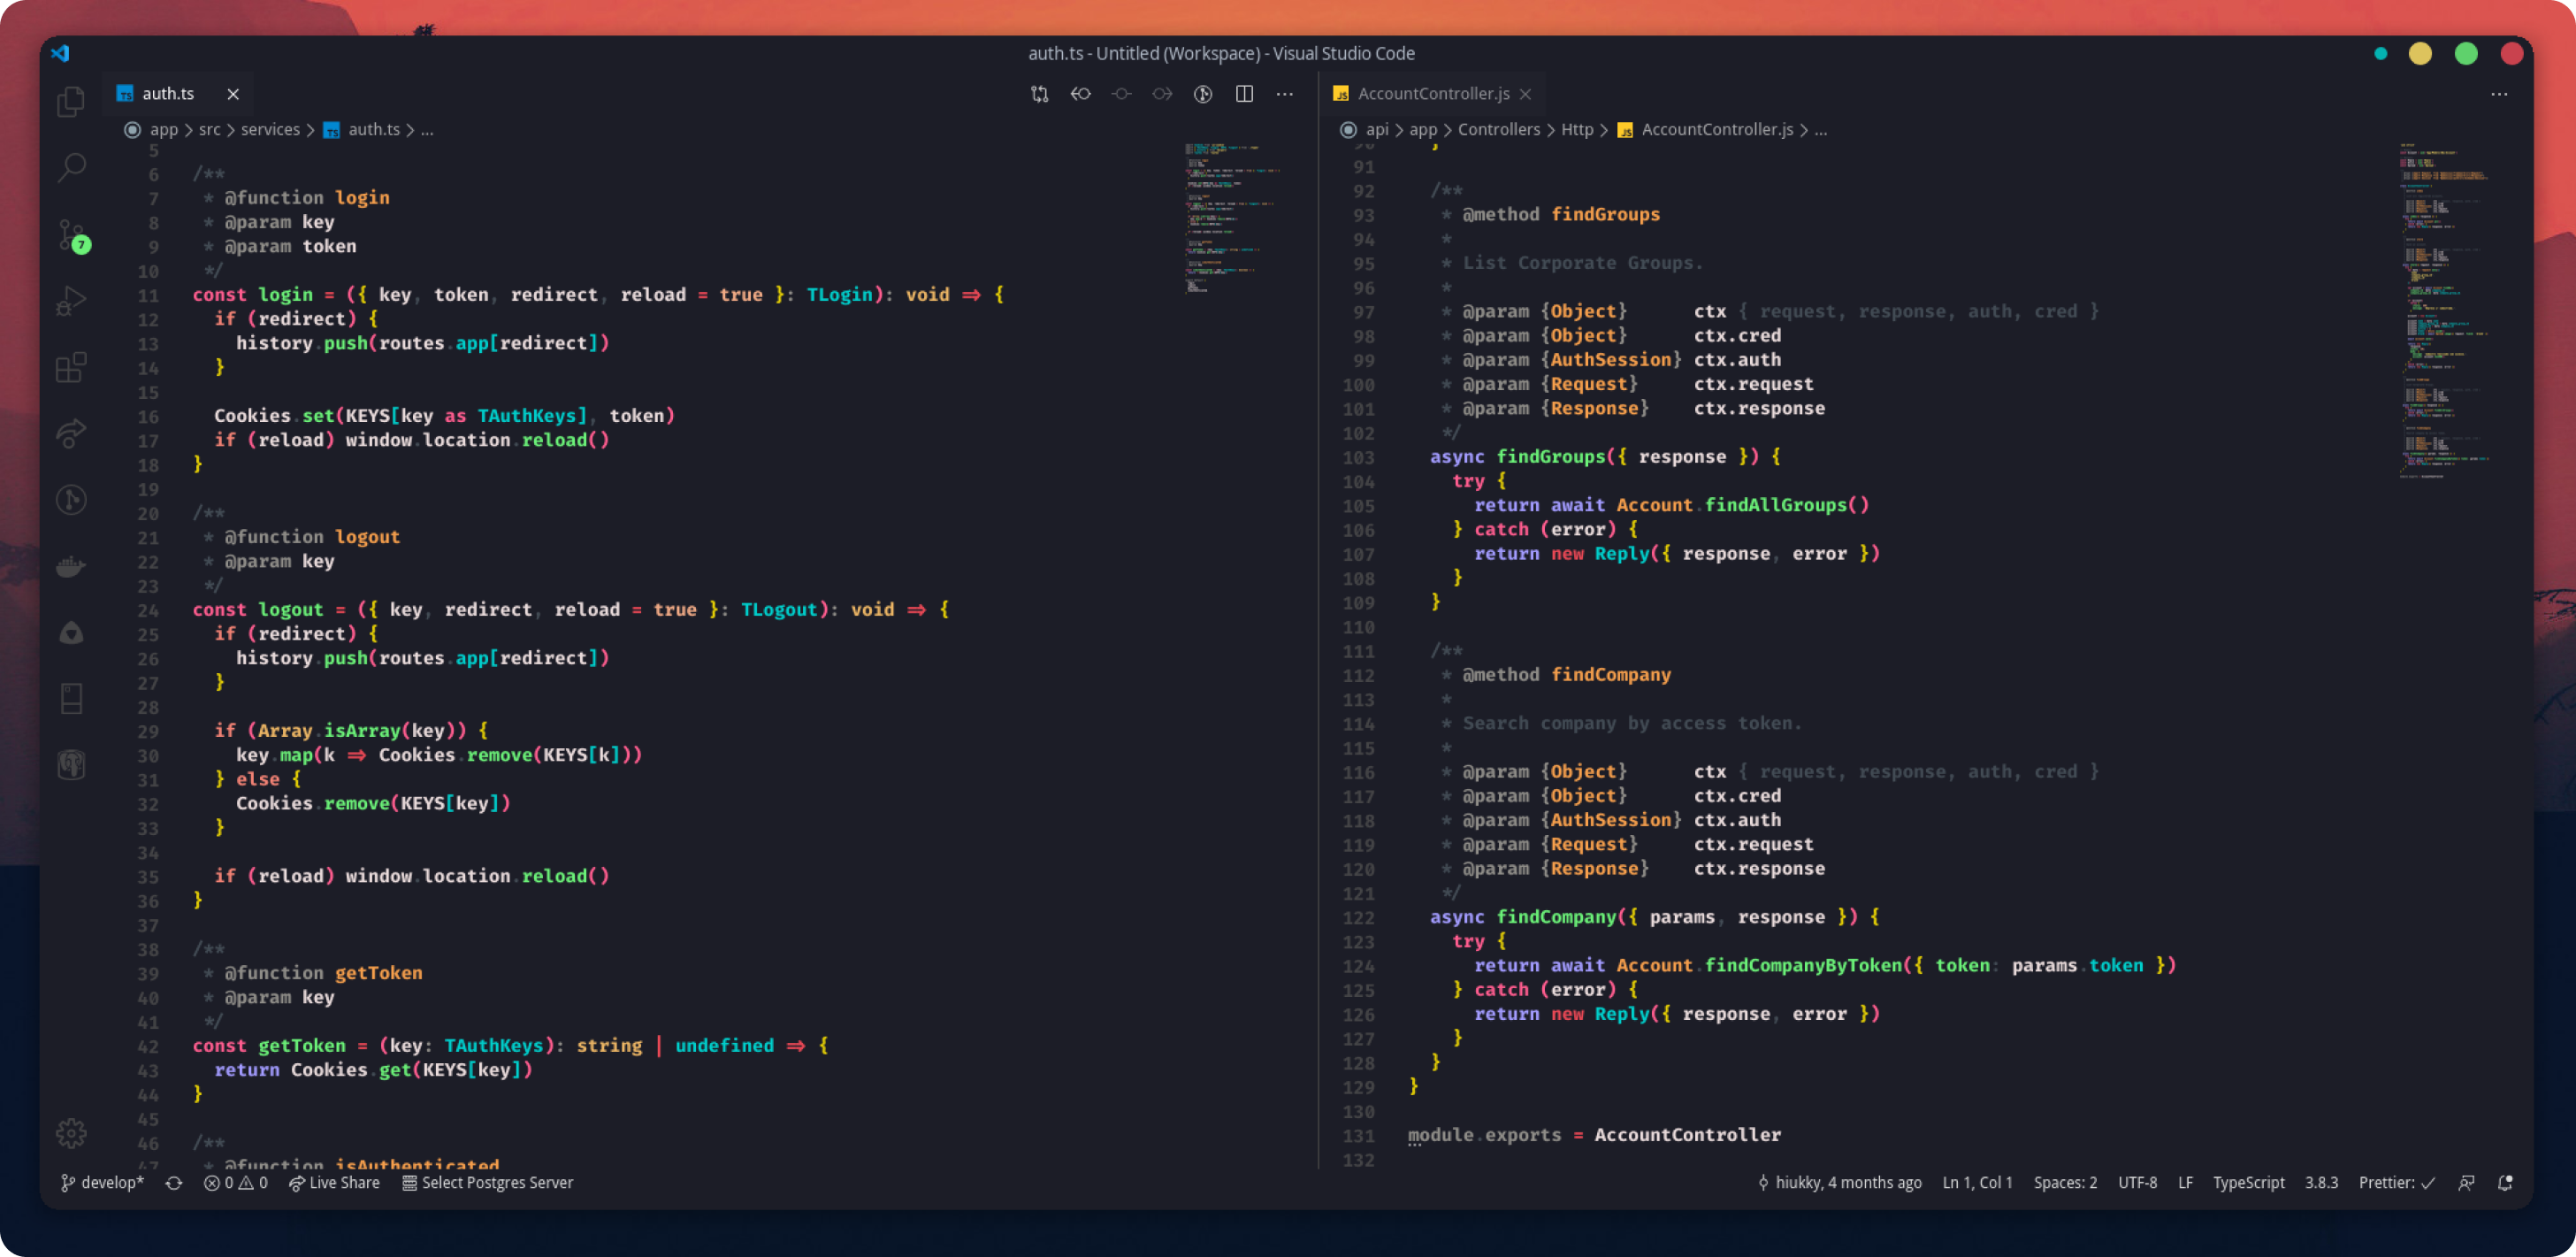 auth.ts - Untitled (Workspace) - Visual Studio Code
auth.ts
app > src > services > TS auth.ts > ...
5
6 /**
7 * @function login
8 * @param key
9 * @param token
10 */
11 const login = ({ key, token, redirect, reload = true }: TLogin): void ⇒ {
12 if (redirect) {
13 history.push(routes.app[redirect])
14 }
15
16 Cookies.set(KEYS[key as TAuthKeys], token)
17 if (reload) window.location.reload()
18 }
19
20 /**
21 * @function logout
22 * @param key
23 */
24 const logout = ({ key, redirect, reload = true }: TLogout): void ⇒ {
25 if (redirect) {
26 history.push(routes.app[redirect])
27 }
28
29 if (Array.isArray(key)) {
30 key.map(k ⇒ Cookies.remove(KEYS[k]))
31 } else {
32 Cookies.remove(KEYS[key])
33 }
34
35 if (reload) window.location.reload()
36 }
37
38 /**
39 * @function getToken
40 * @param key
41 */
42 const getToken = (key: TAuthKeys): string | undefined ⇒ {
43 return Cookies.get(KEYS[key])
44 }
45
46 /**
47 * @function isAuthenticated
7
AccountController.js
api > app > Controllers > Http > JS AccountController.js > ...
90 }
91
92 /**
93 * @method findGroups
94 *
95 * List Corporate Groups.
96 *
97 * @param {Object} ctx { request, response, auth, cred }
98 * @param {Object} ctx.cred
99 * @param {AuthSession} ctx.auth
100 * @param {Request} ctx.request
101 * @param {Response} ctx.response
102 */
103 async findGroups({ response }) {
104 try {
105 return await Account.findAllGroups()
106 } catch (error) {
107 return new Reply({ response, error })
108 }
109 }
110
111 /**
112 * @method findCompany
113 *
114 * Search company by access token.
115 *
116 * @param {Object} ctx { request, response, auth, cred }
117 * @param {Object} ctx.cred
118 * @param {AuthSession} ctx.auth
119 * @param {Request} ctx.request
120 * @param {Response} ctx.response
121 */
122 async findCompany({ params, response }) {
123 try {
124 return await Account.findCompanyByToken({ token: params.token })
125 } catch (error) {
126 return new Reply({ response, error })
127 }
128 }
129 }
130
131 module.exports = AccountController
132
develop* 0 0 Live Share Select Postgres Server
hiukky, 4 months ago Ln 1, Col 1 Spaces: 2 UTF-8 LF TypeScript 3.8.3 Prettier: ✓